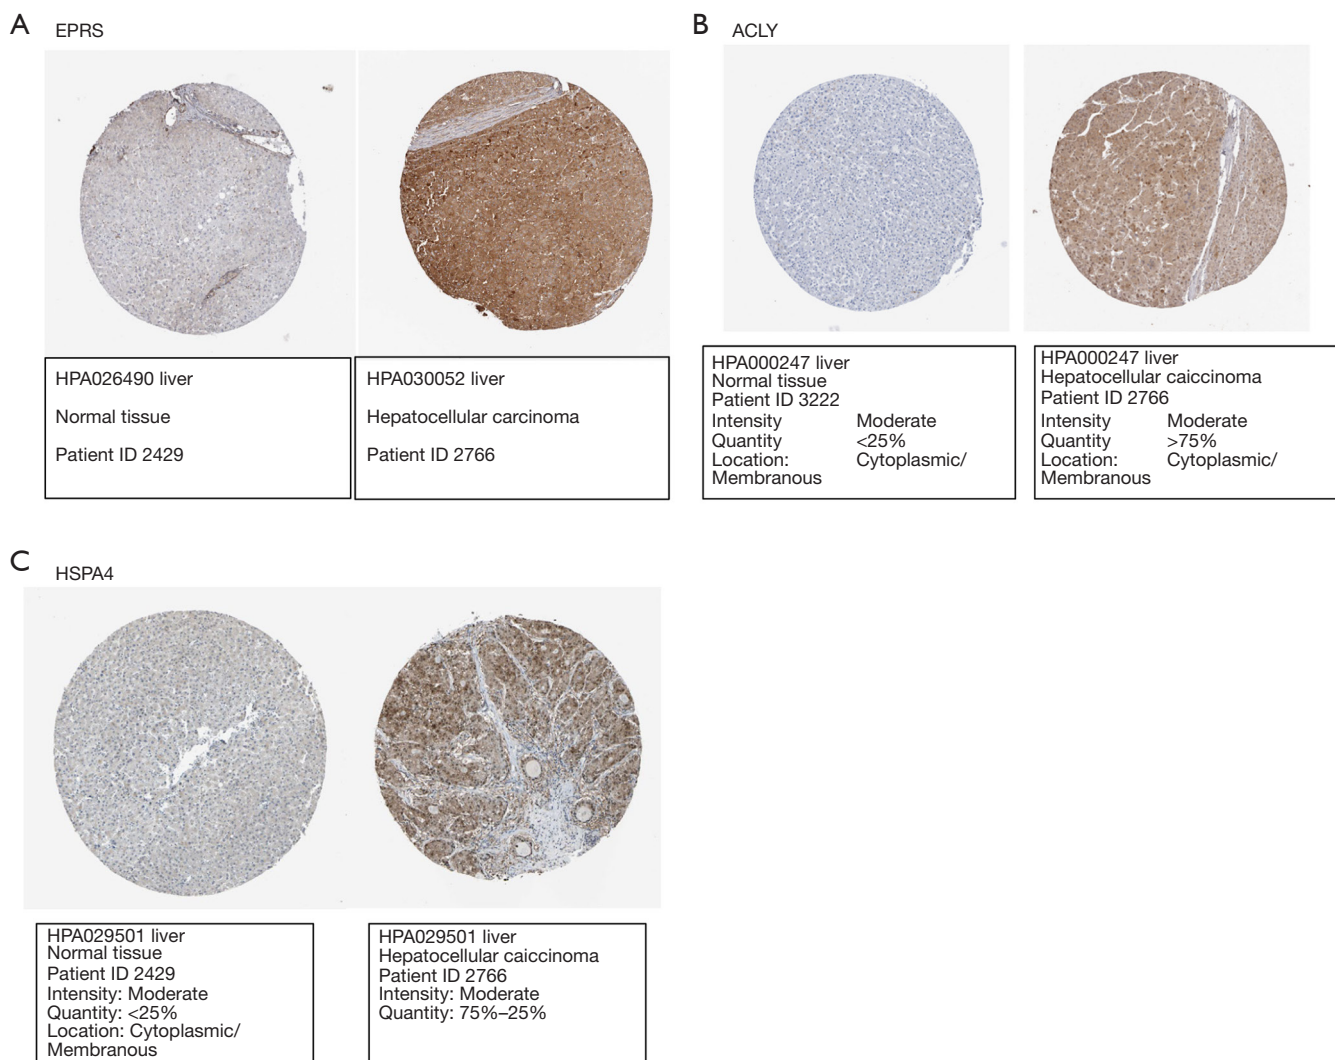 A
EPRS
HPA026490 liver
Normal tissue
Patient ID 2429
HPA030052 liver
Hepatocellular carcinoma
Patient ID 2766
B
ACLY
HPA000247 liver
Normal tissue
Patient ID 3222
Intensity Moderate
Quantity <25%
Location: Cytoplasmic/
Membranous
HPA000247 liver
Hepatocellular caiccinoma
Patient ID 2766
Intensity Moderate
Quantity >75%
Location: Cytoplasmic/
Membranous
C
HSPA4
HPA029501 liver
Normal tissue
Patient ID 2429
Intensity: Moderate
Quantity: <25%
Location: Cytoplasmic/
Membranous
HPA029501 liver
Hepatocellular caiccinoma
Patient ID 2766
Intensity: Moderate
Quantity: 75%–25%